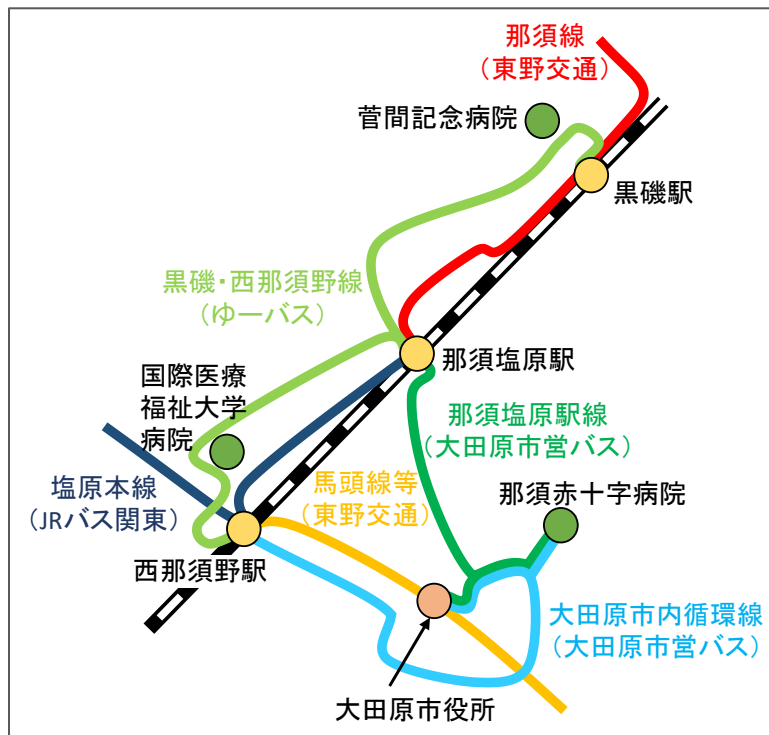 那須線
（東野交通）
菅間記念病院
黒磯駅
黒磯・西那須野線
（ゆーバス）
那須塩原駅
国際医療
福祉大学
病院
那須塩原駅線
（大田原市営バス）
塩原本線
（JRバス関東）
馬頭線等
（東野交通）
那須赤十字病院
西那須野駅
大田原市内循環線
（大田原市営バス）
大田原市役所